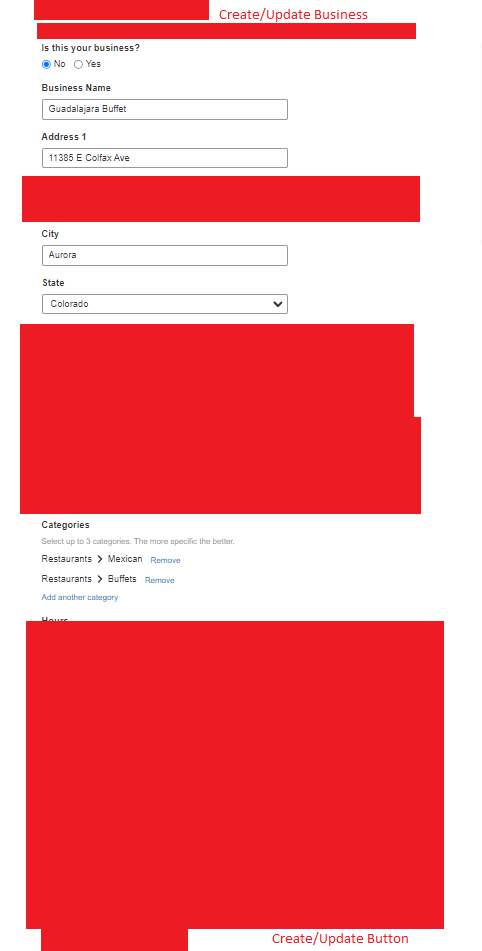 Create/Update Business
Is this your business?
No Yes
Business Name
Guadalajara Buffet
Address 1
11385 E Colfax Ave
City
Aurora
State
Colorado
Categories
Select up to 3 categories. The more specific the better.
Restaurants > Mexican Remove
Restaurants > Buffets Remove
Add another category
Hours
Create/Update Button